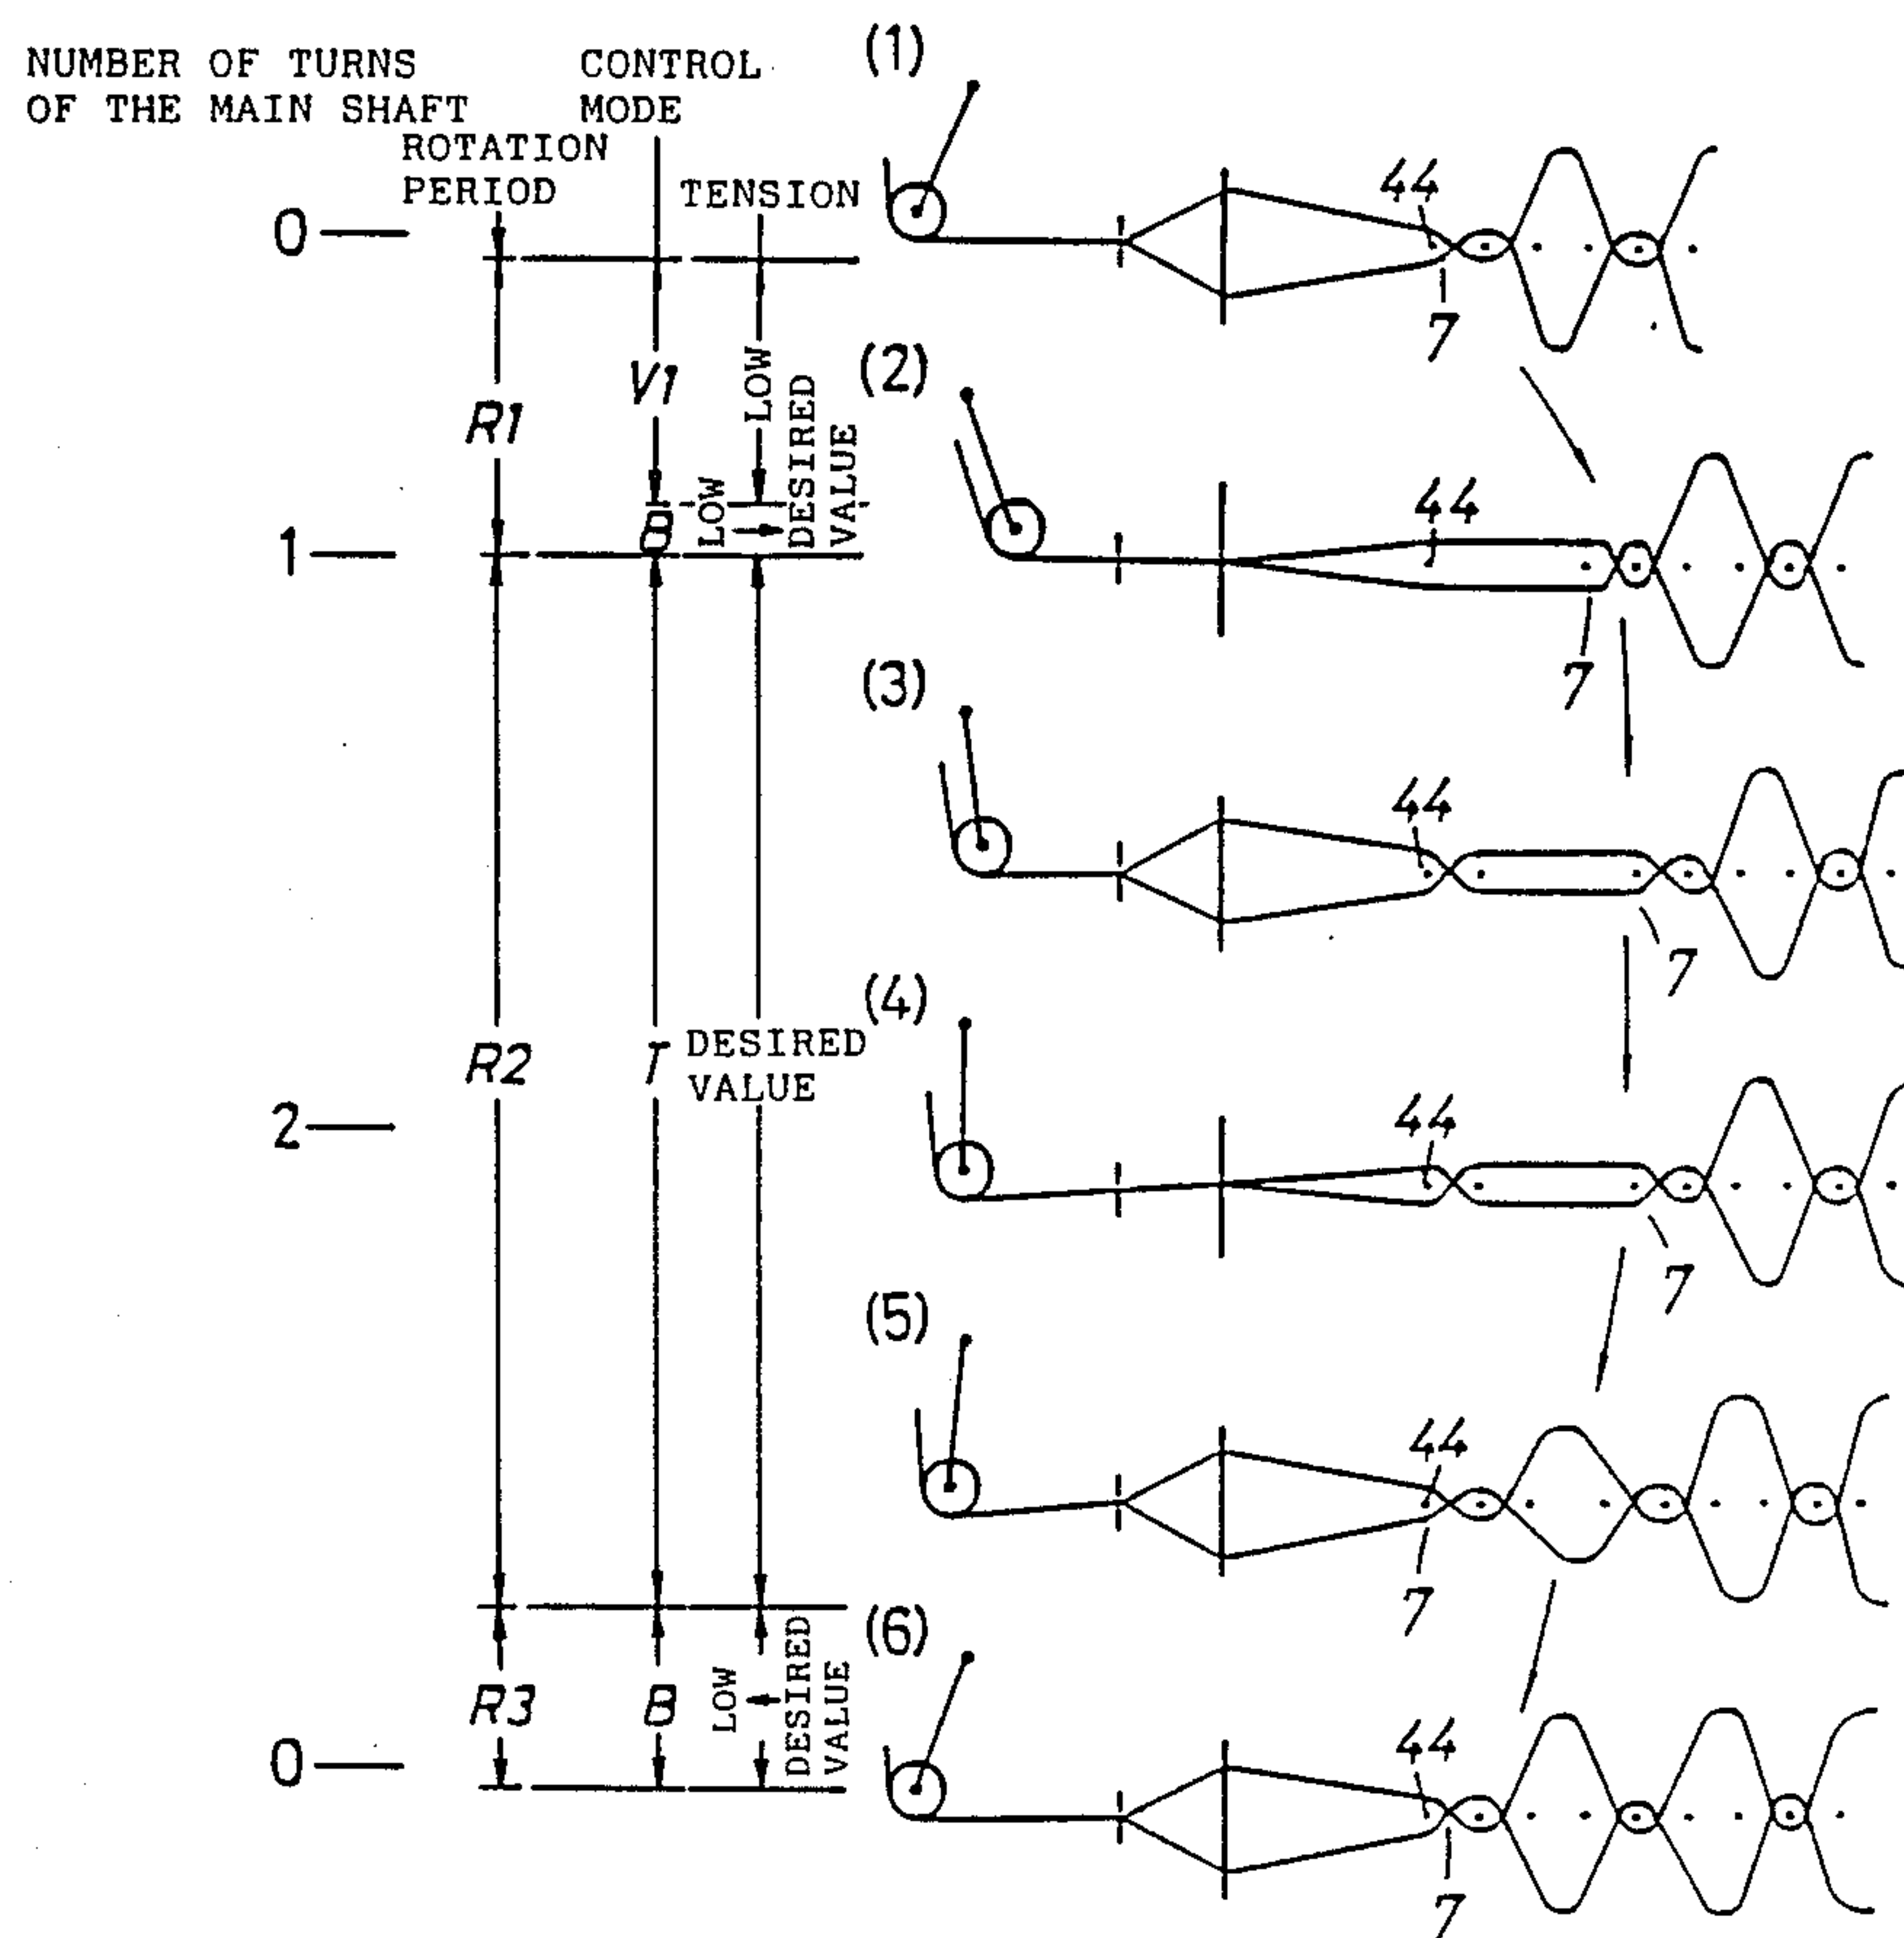 NUMBER OF TURNS
OF THE MAIN SHAFT
CONTROL
MODE
ROTATION
PERIOD
TENSION
0
R1
V1
LOW
B
LOW
DESIRED
VALUE
1
R2
T
DESIRED
VALUE
2
R3
B
LOW
DESIRED
VALUE
0
(1)
44
7
(2)
44
7
(3)
44
7
(4)
44
7
(5)
44
7
(6)
44
7